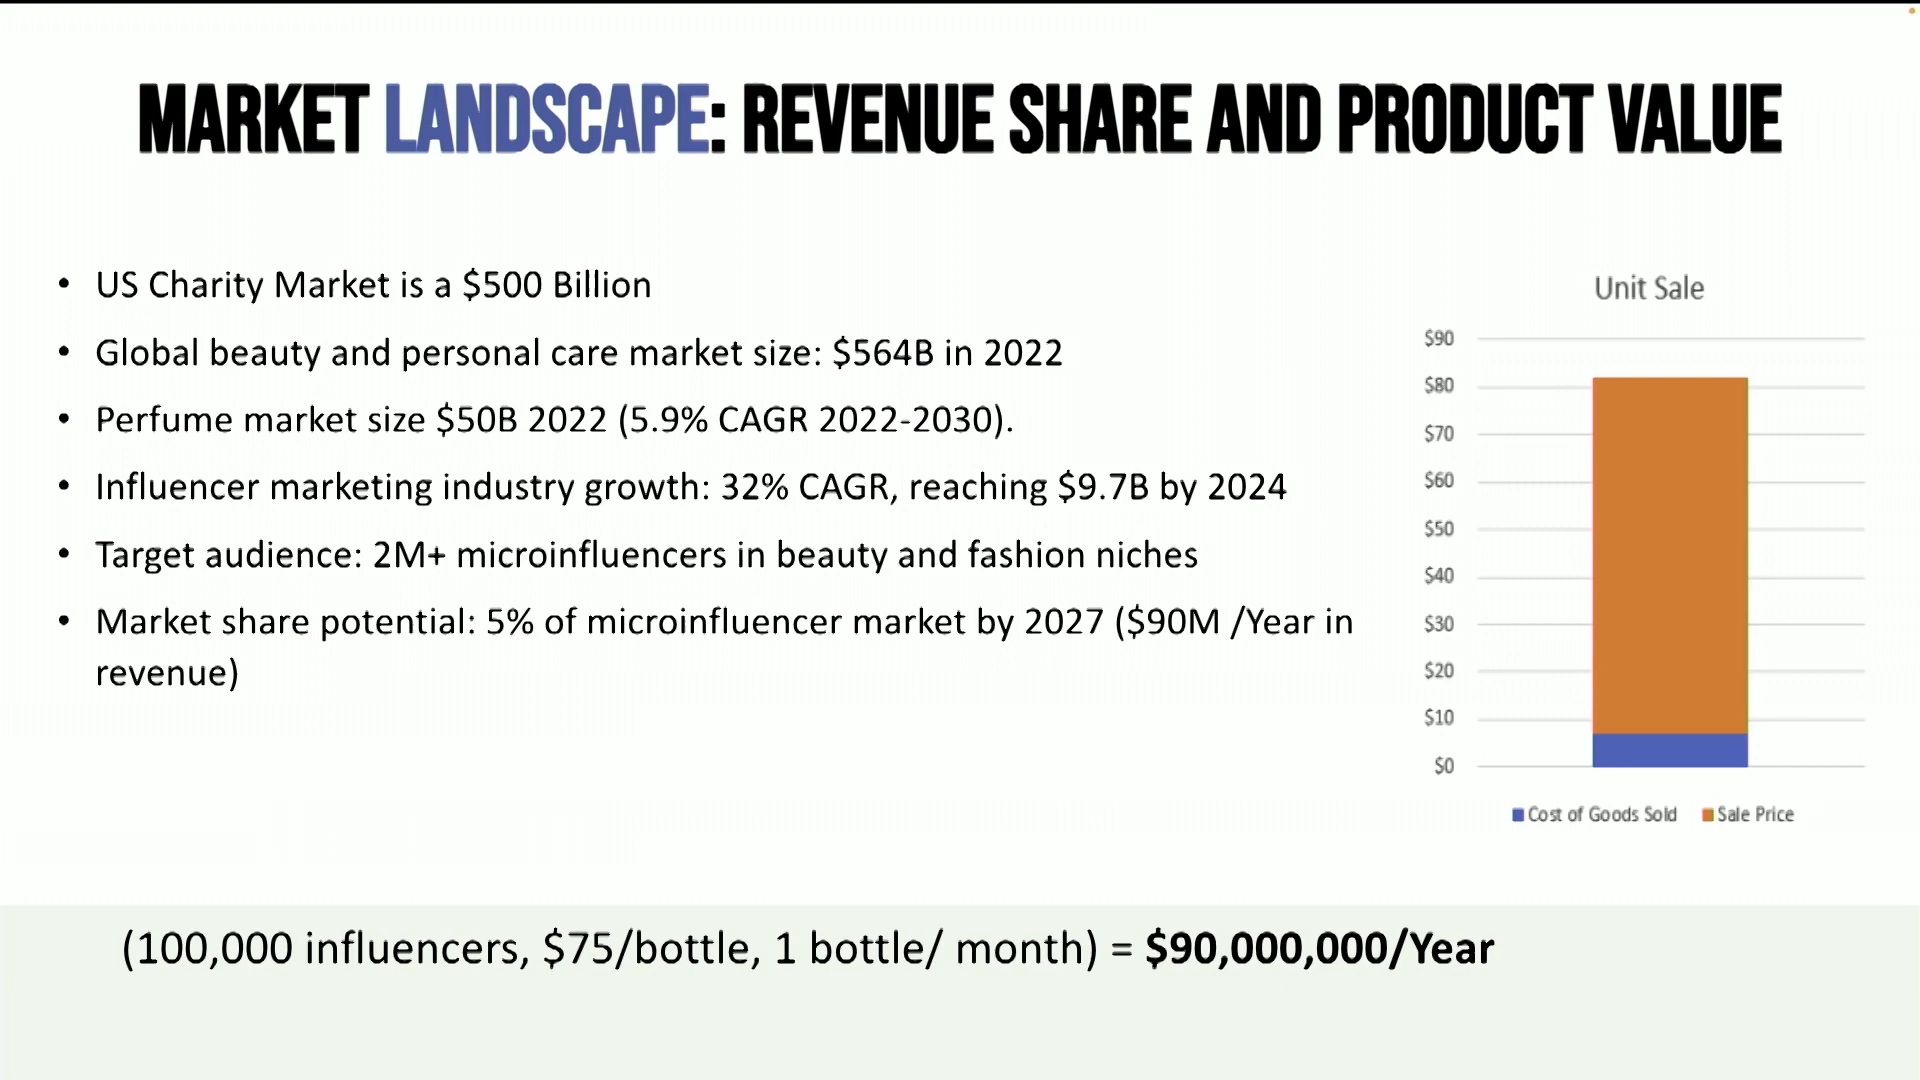 MARKET LANDSCAPE: REVENUE SHARE AND PRODUCT VALUE
• US Charity Market is a $500 Billion
• Global beauty and personal care market size: $564B in 2022
• Perfume market size $50B 2022 (5.9% CAGR 2022-2030).
• Influencer marketing industry growth: 32% CAGR, reaching $9.7B by 2024
• Target audience: 2M+ microinfluencers in beauty and fashion niches
• Market share potential: 5% of microinfluencer market by 2027 ($90M /Year in
revenue)
Unit Sale
$90
$80
$70
$60
$50
$40
$30
$20
$10
$0
Cost of Goods Sold Sale Price
(100,000 influencers, $75/bottle, 1 bottle/ month) = $90,000,000/Year